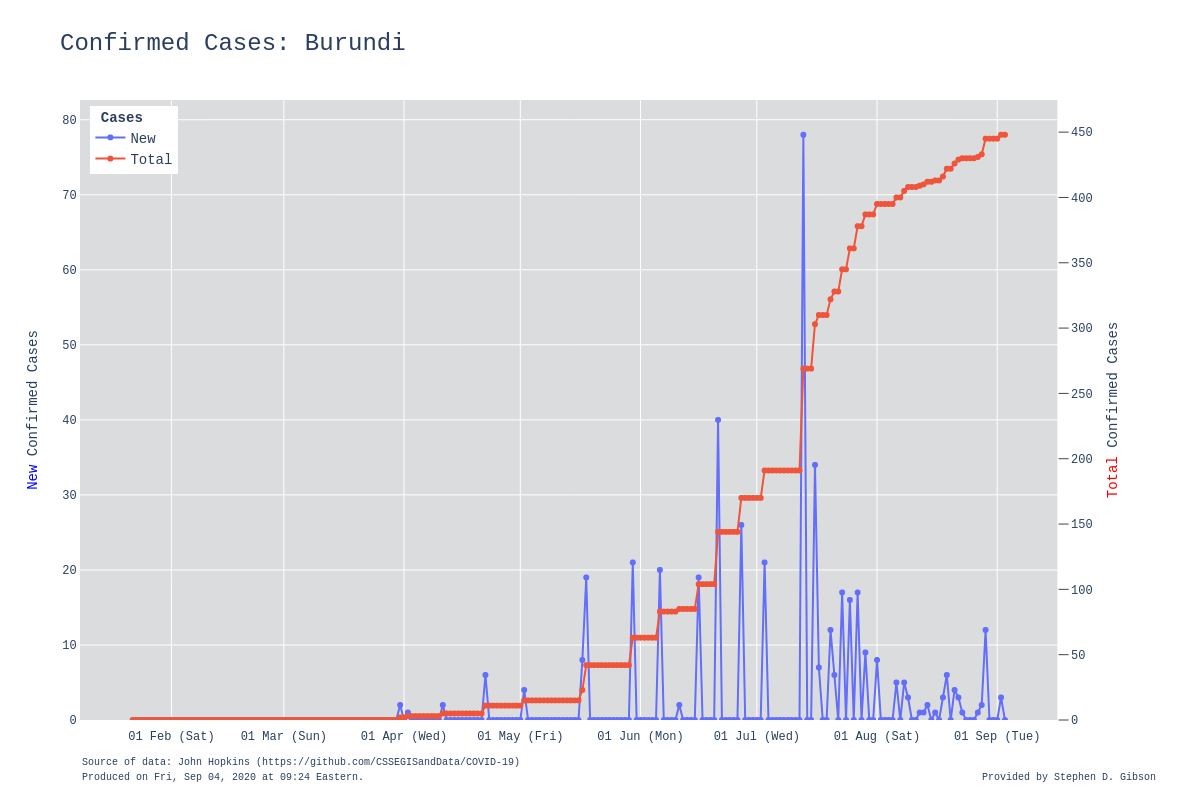 Confirmed Cases: Burundi
Cases
New
Total
80
70
60
50
40
30
20
10
0
New Confirmed Cases
450
400
350
300
250
200
150
100
50
0
Total Confirmed Cases
01 Feb (Sat)
01 Mar (Sun)
01 Apr (Wed)
01 May (Fri)
01 Jun (Mon)
01 Jul (Wed)
01 Aug (Sat)
01 Sep (Tue)
Source of data: John Hopkins (https://github.com/CSSEGISandData/COVID-19)
Produced on Fri, Sep 04, 2020 at 09:24 Eastern.
Provided by Stephen D. Gibson